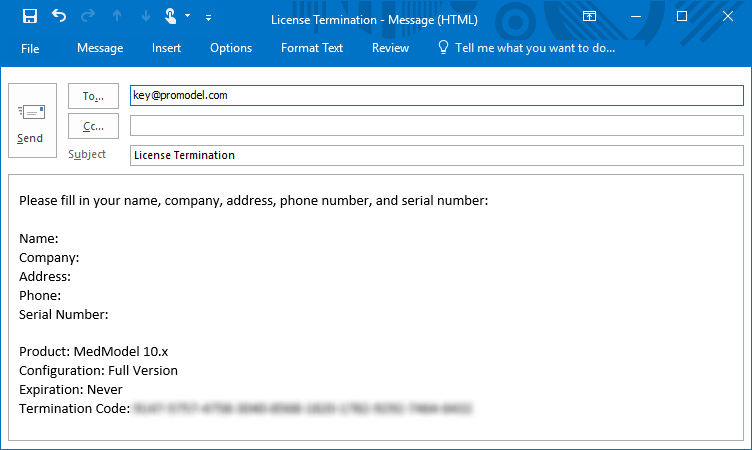 License Termination - Message (HTML)
File Message Insert Options Format Text Review Tell me what you want to do...
To...
key@promodel.com
Cc...
Send
Subject
License Termination
Please fill in your name, company, address, phone number, and serial number:
Name:
Company:
Address:
Phone:
Serial Number:
Product: MedModel 10.x
Configuration: Full Version
Expiration: Never
Termination Code: